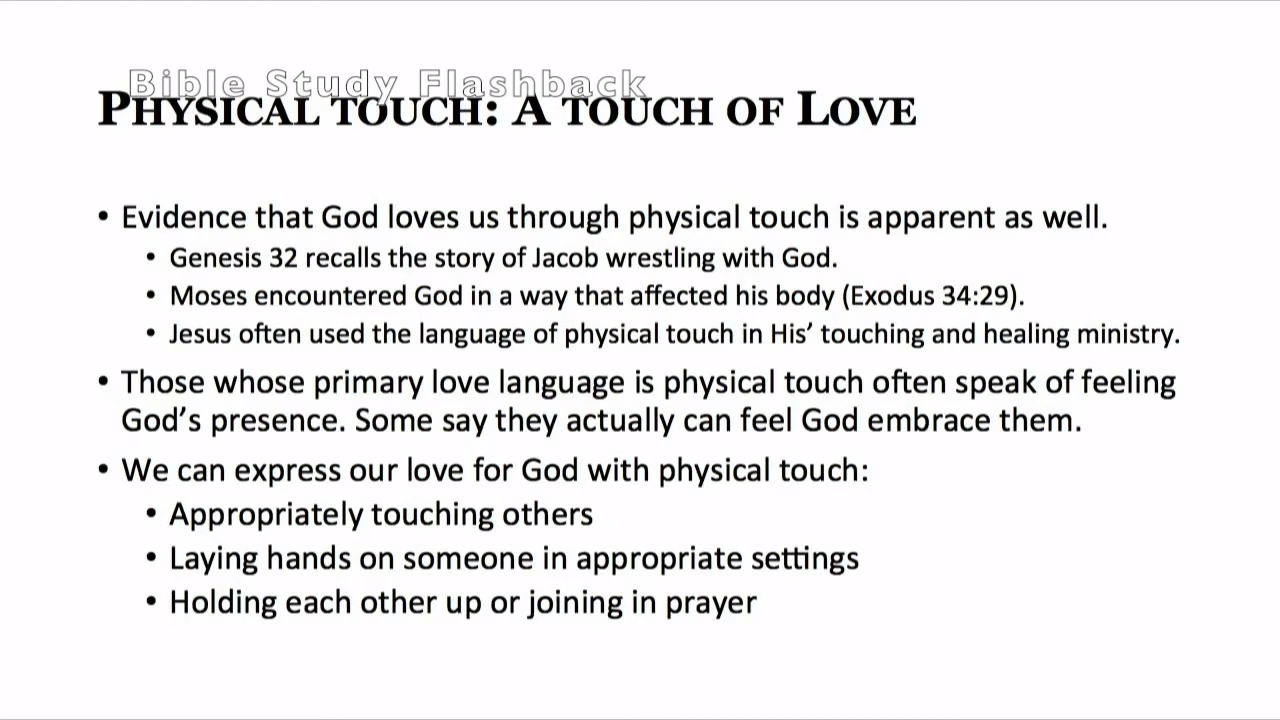 Bible Study Flashback
PHYSICAL TOUCH: A TOUCH OF LOVE
• Evidence that God loves us through physical touch is apparent as well.
• Genesis 32 recalls the story of Jacob wrestling with God.
• Moses encountered God in a way that affected his body (Exodus 34:29).
• Jesus often used the language of physical touch in His’ touching and healing ministry.
• Those whose primary love language is physical touch often speak of feeling
God’s presence. Some say they actually can feel God embrace them.
• We can express our love for God with physical touch:
• Appropriately touching others
• Laying hands on someone in appropriate settings
• Holding each other up or joining in prayer